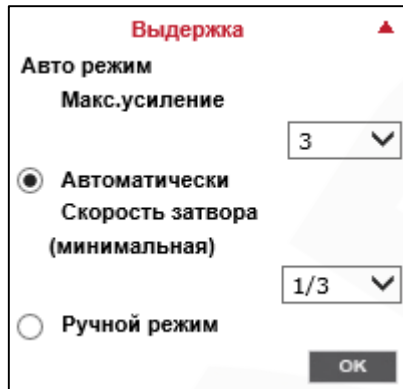 Выдержка
Авто режим
Макс.усиление
3
Автоматически
Скорость затвора
(минимальная)
1/3
Ручной режим
OK